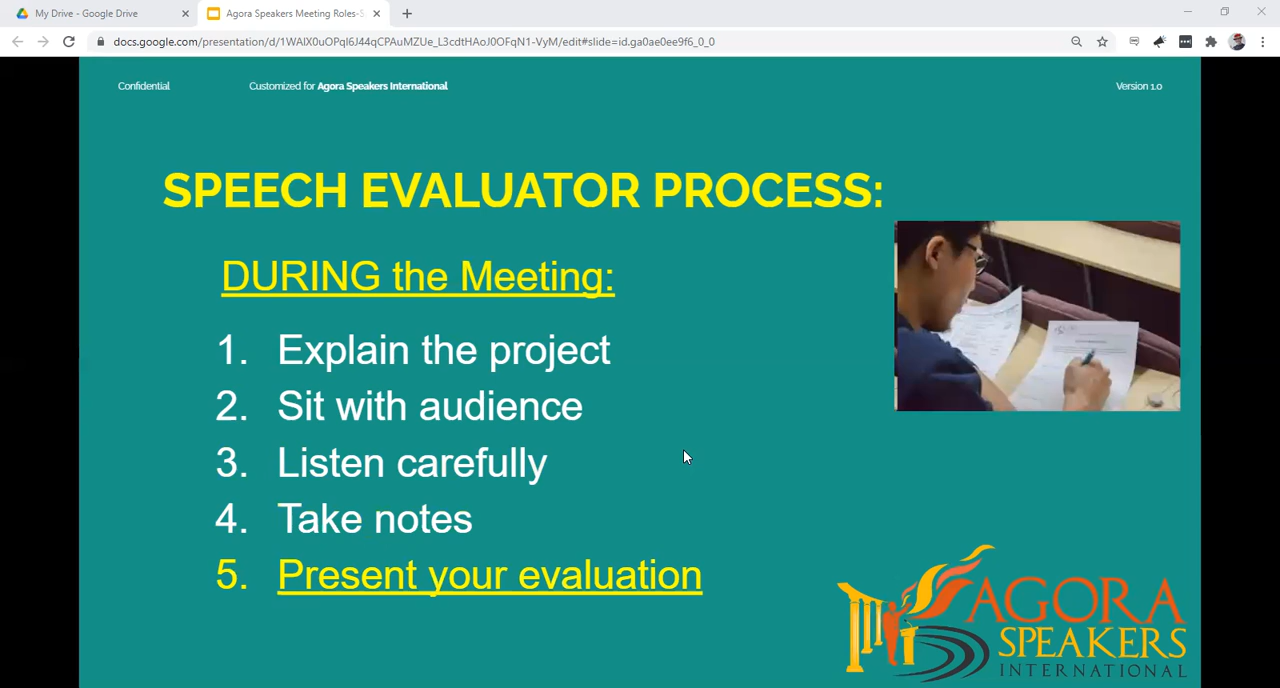 My Drive - Google Drive
Agora Speakers Meeting Roles-S
docs.google.com/presentation/d/1WAlX0uOPqI6J44qCPAuMZUe_L3cdtHAoJ0OFqN1-VyM/edit#slide=id.ga0ae0ee9f6_0_0
Confidential
Customized for Agora Speakers International
Version 1.0
SPEECH EVALUATOR PROCESS:
DURING the Meeting:
1. Explain the project
2. Sit with audience
3. Listen carefully
4. Take notes
5. Present your evaluation
AGORA
SPEAKERS
INTERNATIONAL